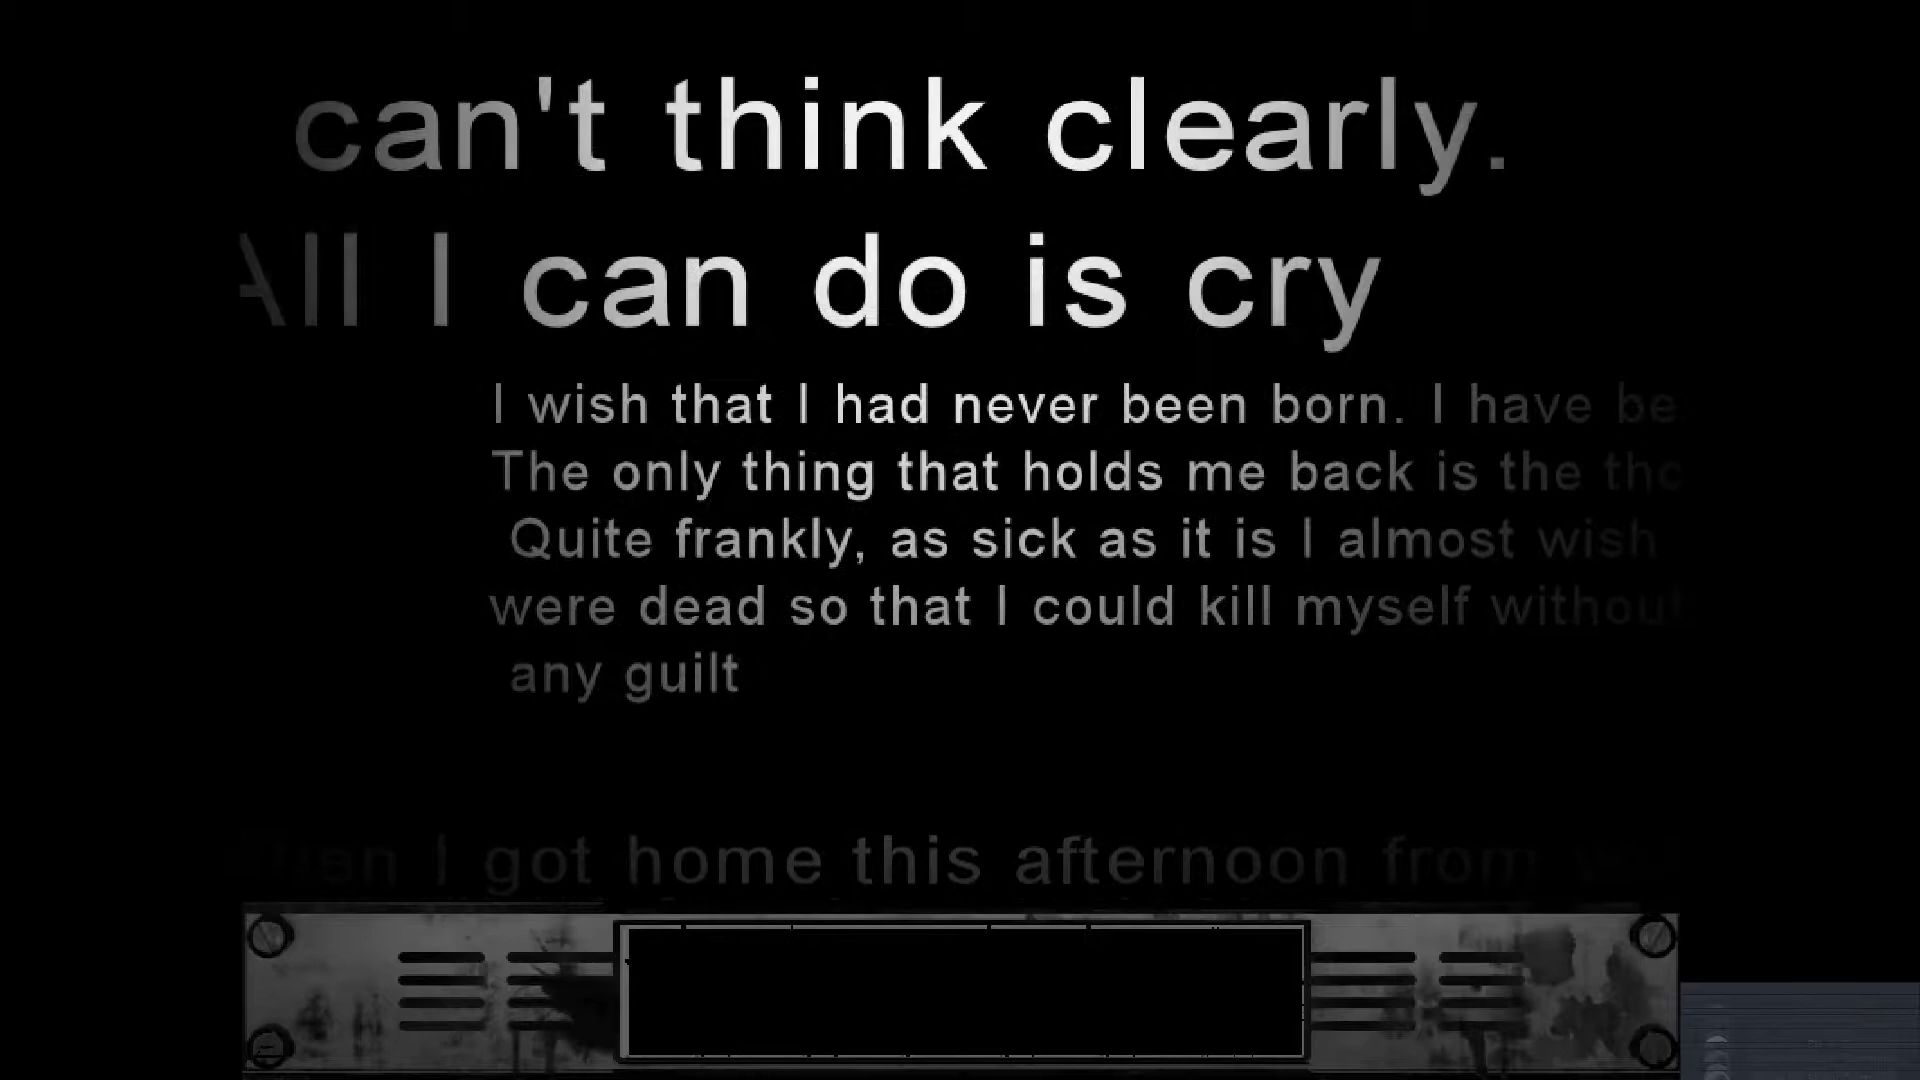 can't think clearly.
All I can do is cry
I wish that I had never been born. I have
The only thing that holds me back is the
Quite frankly, as sick as it is I almost wish
were dead so that I could kill myself without
any guilt
I got home this afternoon from